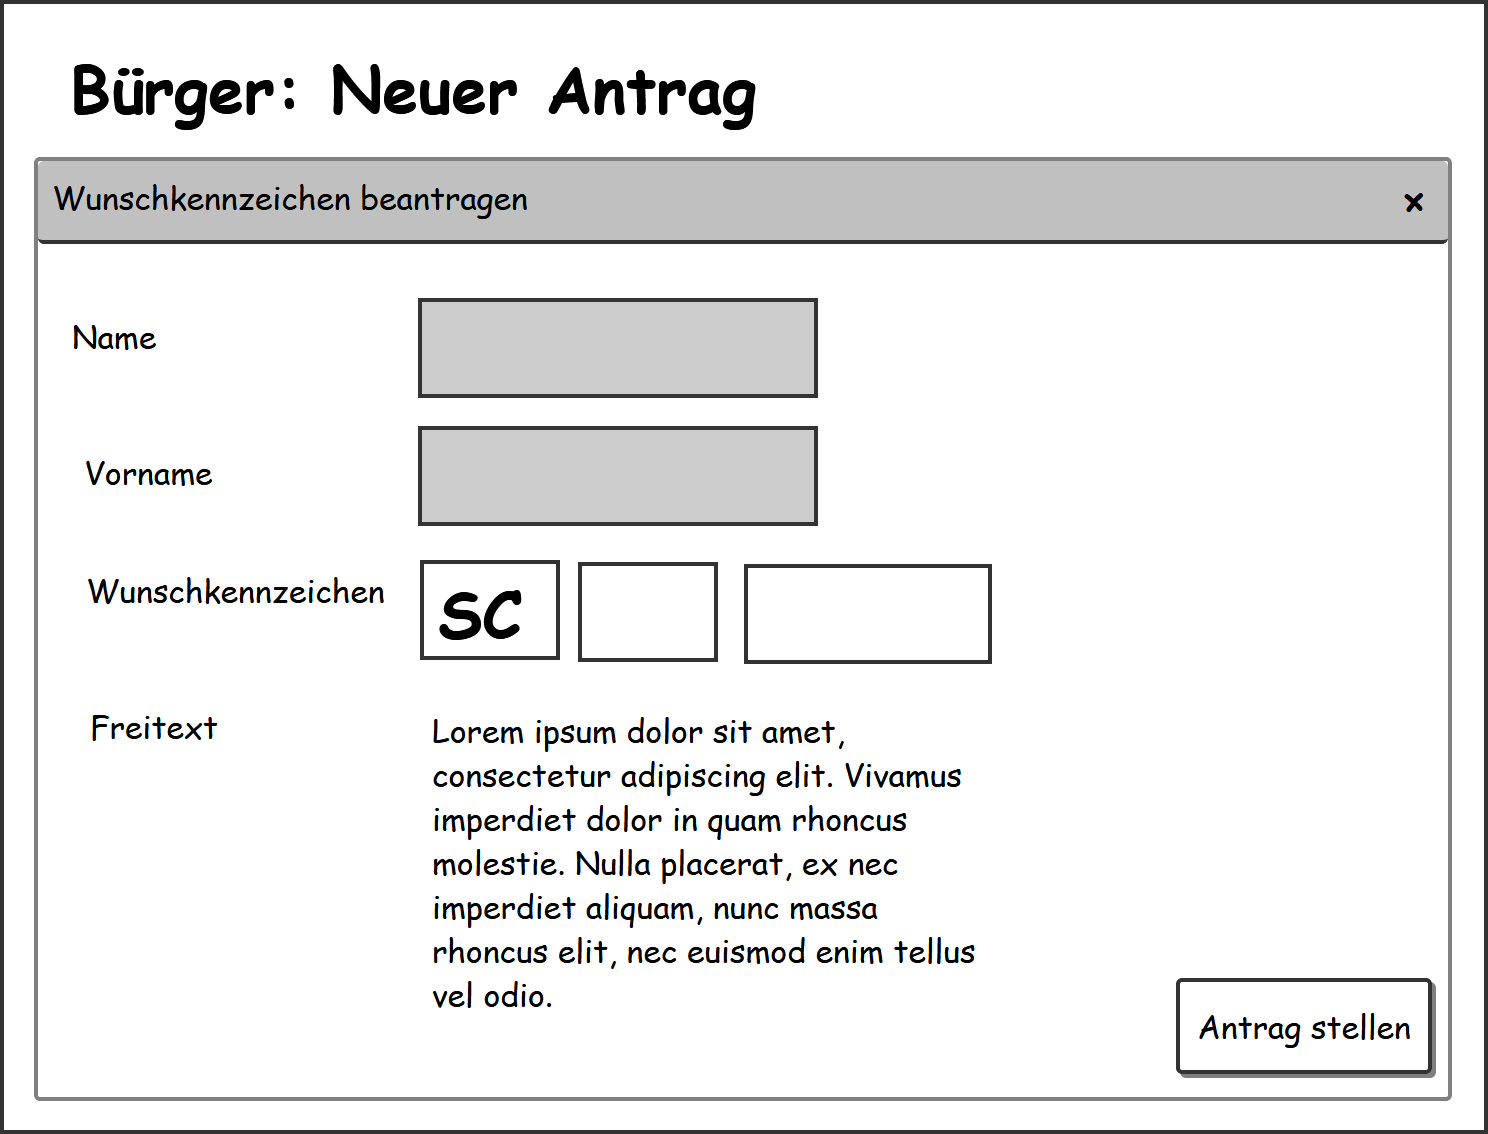 Bürger: Neuer Antrag
Wunschkennzeichen beantragen ×
Name
Vorname
Wunschkennzeichen SC
Freitext
Lorem ipsum dolor sit amet,
consectetur adipiscing elit. Vivamus
imperdiet dolor in quam rhoncus
molestie. Nulla placerat, ex nec
imperdiet aliquam, nunc massa
rhoncus elit, nec euismod enim tellus
vel odio.
Antrag stellen